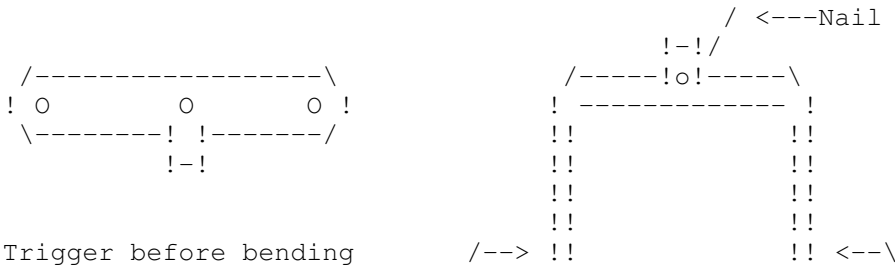 / <---Nail
!-!/
/------------------\ /-----!o!-----\
! O O O ! ! ------------- !
\--------! !-------/ !! !!
!-! !! !!
!! !!
!! !!
Trigger before bending /--> !! !! <--\